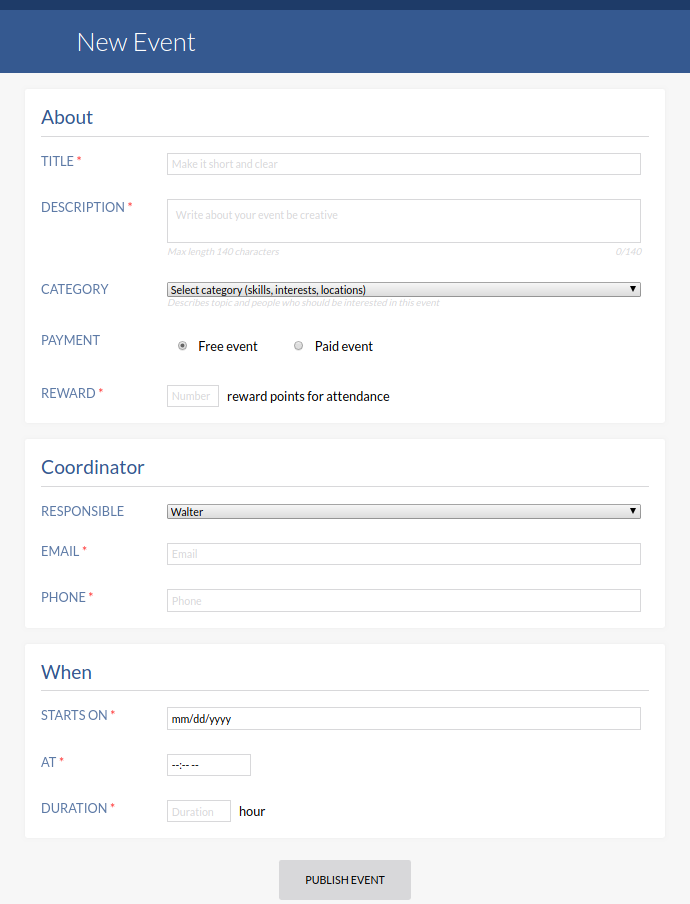 New Event
About
TITLE *
Make it short and clear
DESCRIPTION *
Write about your event be creative
Max length 140 characters 0/140
CATEGORY
Select category (skills, interests, locations)
Describes topic and people who should be interested in this event
PAYMENT
Free event Paid event
REWARD *
Number reward points for attendance
Coordinator
RESPONSIBLE
Walter
EMAIL *
Email
PHONE *
Phone
When
STARTS ON *
mm/dd/yyyy
AT *
--:-- --
DURATION *
Duration hour
PUBLISH EVENT